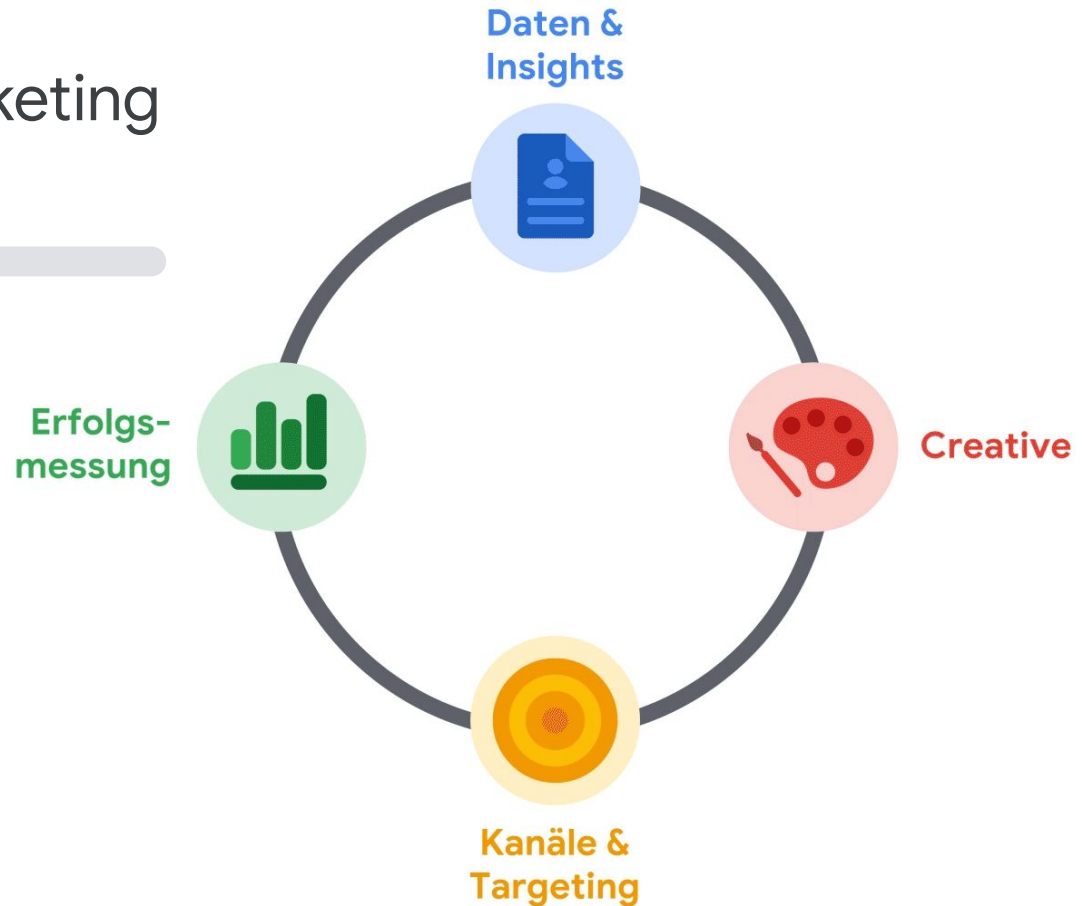 Daten &
Insights
keting
Erfolgs-
messung
Creative
Kanäle &
Targeting